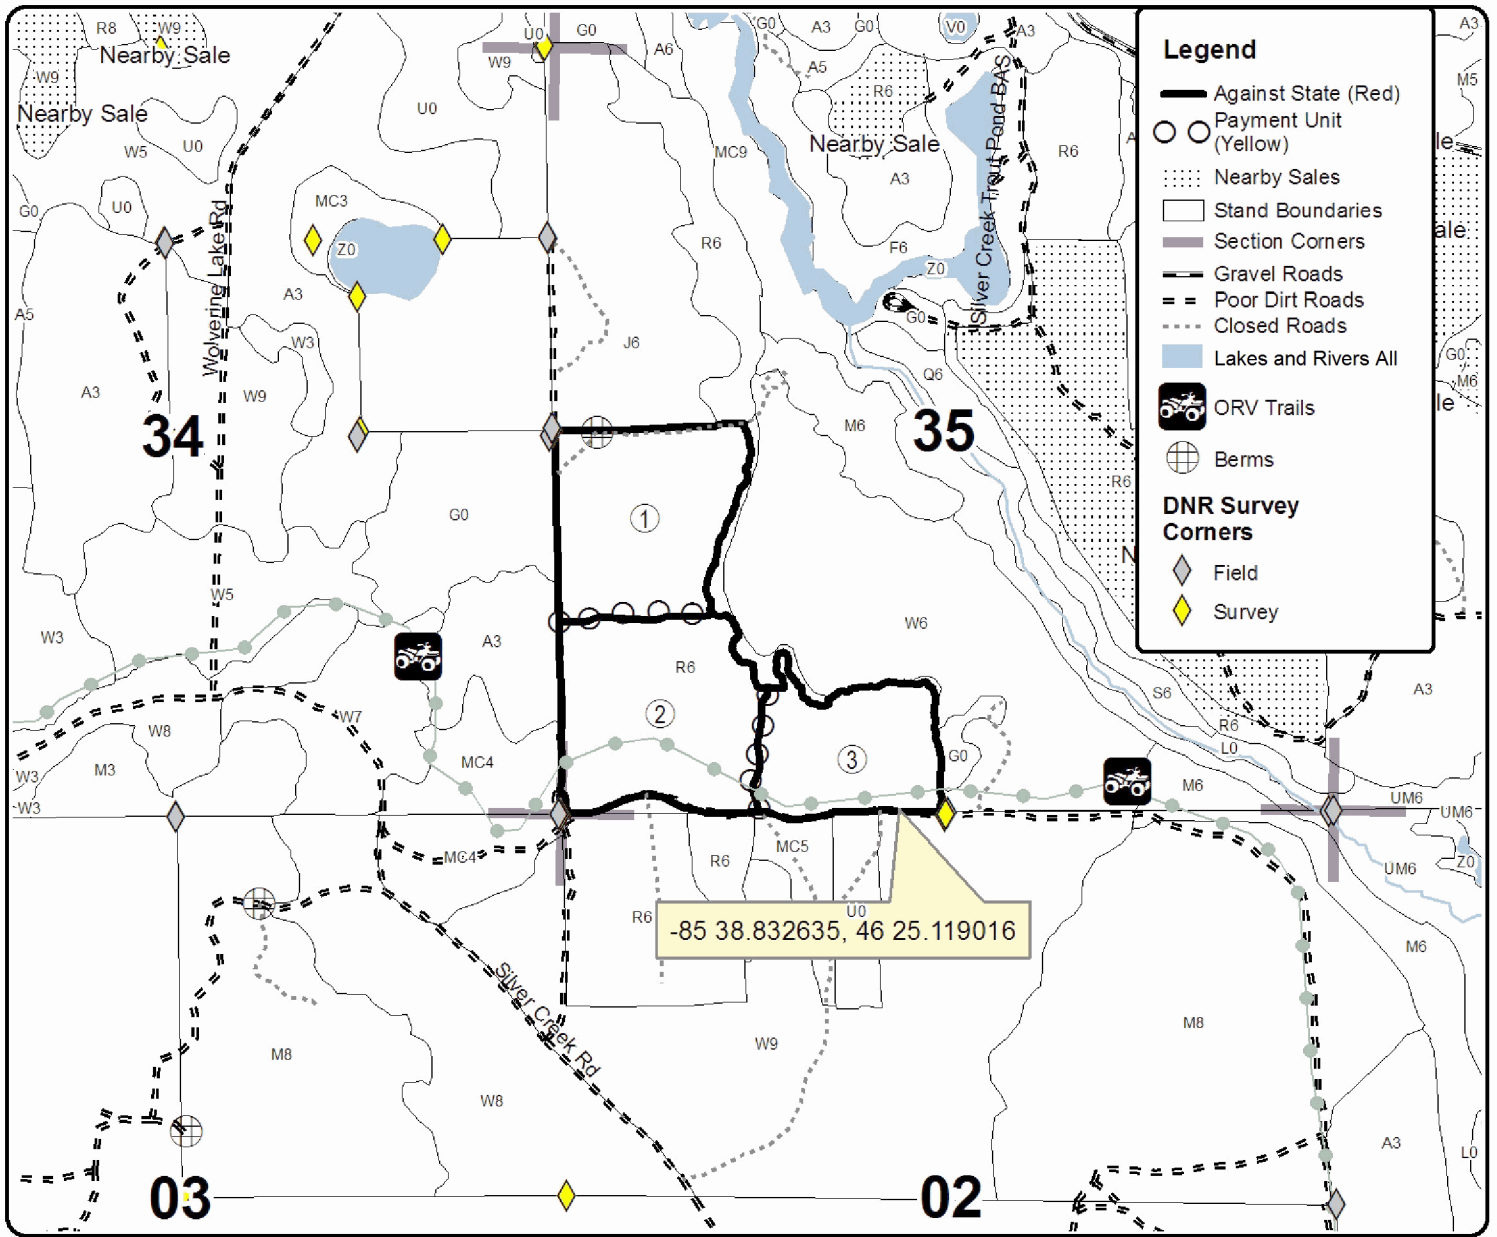 R8
W9
Nearby Sale
W9
Nearby Sale
W5
U0
U0
G0
U0
G0
W9
A6
U0
G0
A3
G0
V0
A3
A5
R6
Nearby Sale
A3
MC9
R6
F6
Z0
G0
Silver Creek Trout Pond BAS
R6
A
A3
M5
le
ale
G0
M6
le
MC3
Z0
A3
Wolverine Lake Rd
A5
W3
A3
W9
34
J6
Q6
M6
35
R6
N
G0
1
W5
W3
A3
W6
R6
2
3
W7
W8
M3
W3
W3
MC4
G0
S6
R6
L0
A3
M6
UM6
UM6
UM6
Z0
MC4
R6
MC5
R6
U0
-85 38.832635, 46 25.119016
Silver Creek Rd
M8
W8
W9
M8
M6
A3
L0
03
02
Legend
Against State (Red)
Payment Unit
(Yellow)
Nearby Sales
Stand Boundaries
Section Corners
Gravel Roads
Poor Dirt Roads
Closed Roads
Lakes and Rivers All
ORV Trails
Berms
DNR Survey
Corners
Field
Survey